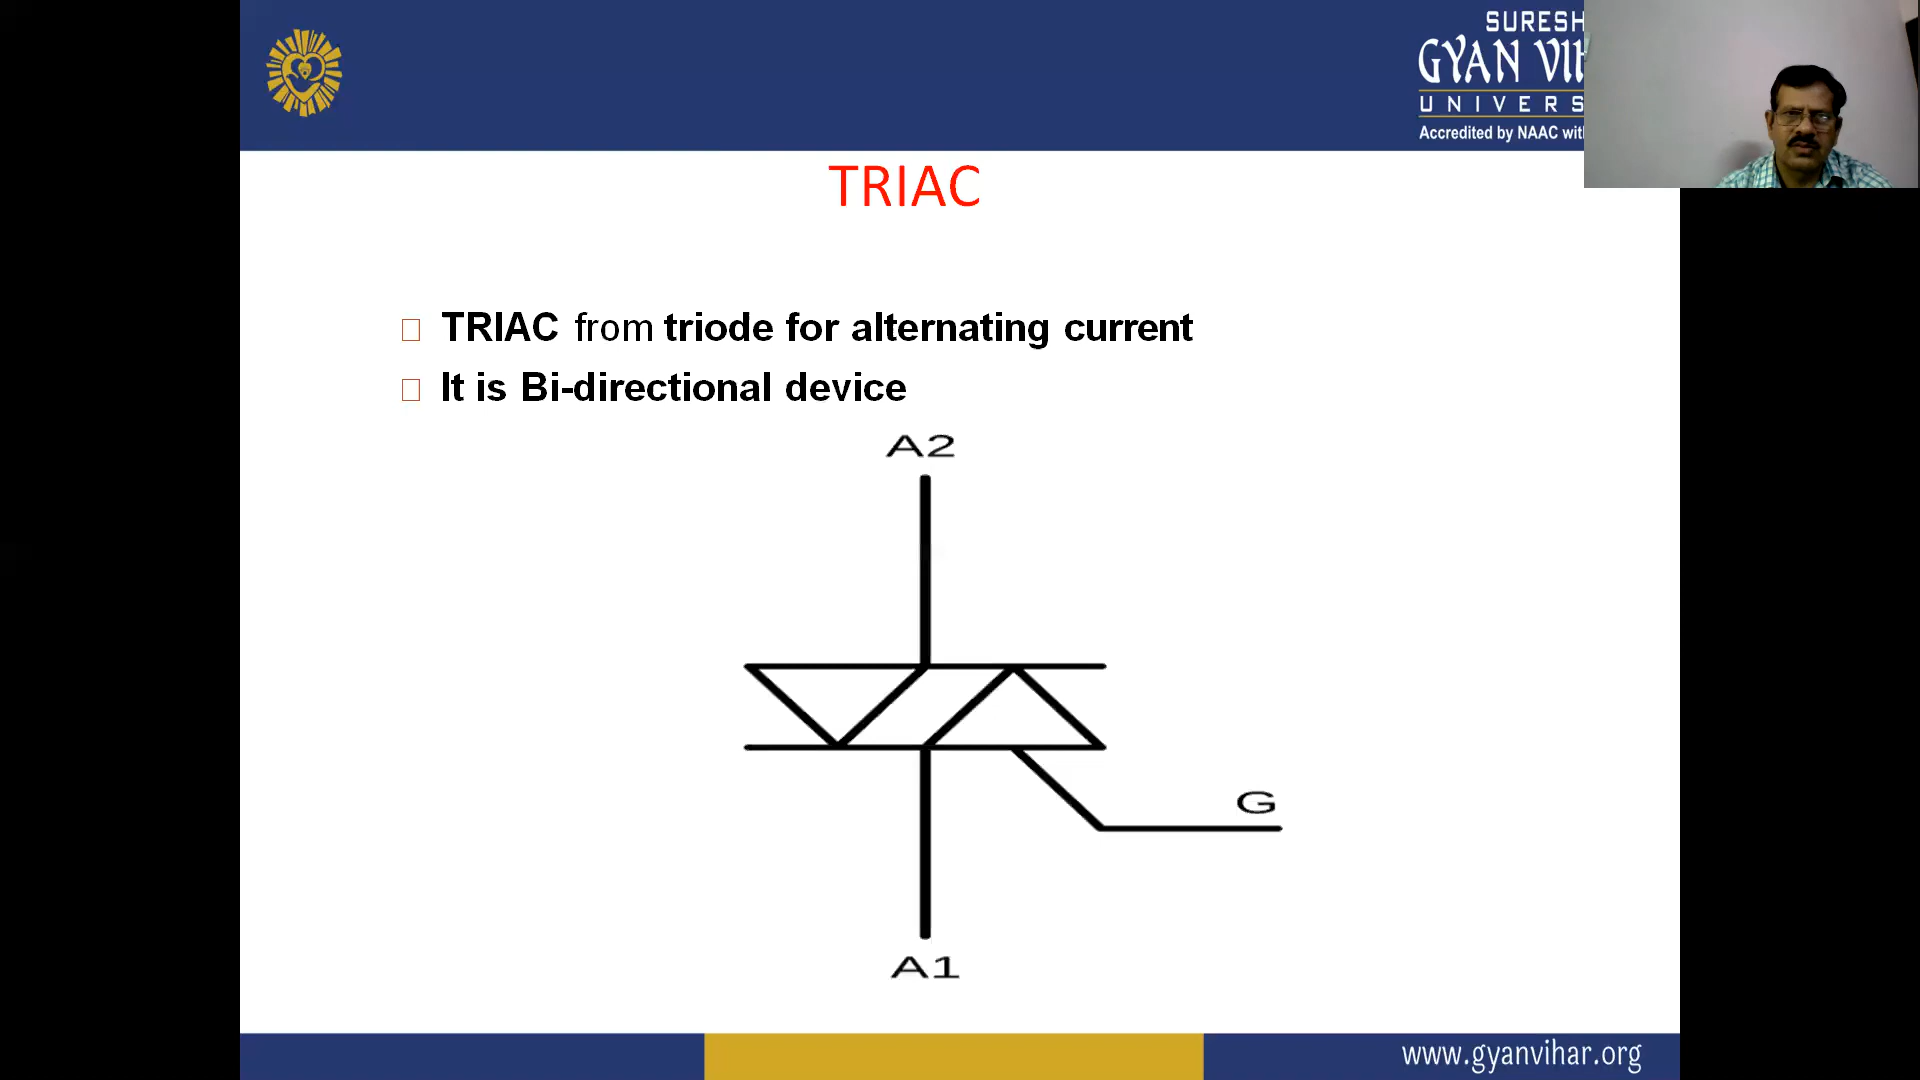 SURESH
GYAN
UNIVERS
Accredited by NAAC with
TRIAC
TRIAC from triode for alternating current
It is Bi-directional device
A2
G
A1
www.gyanvihar.org